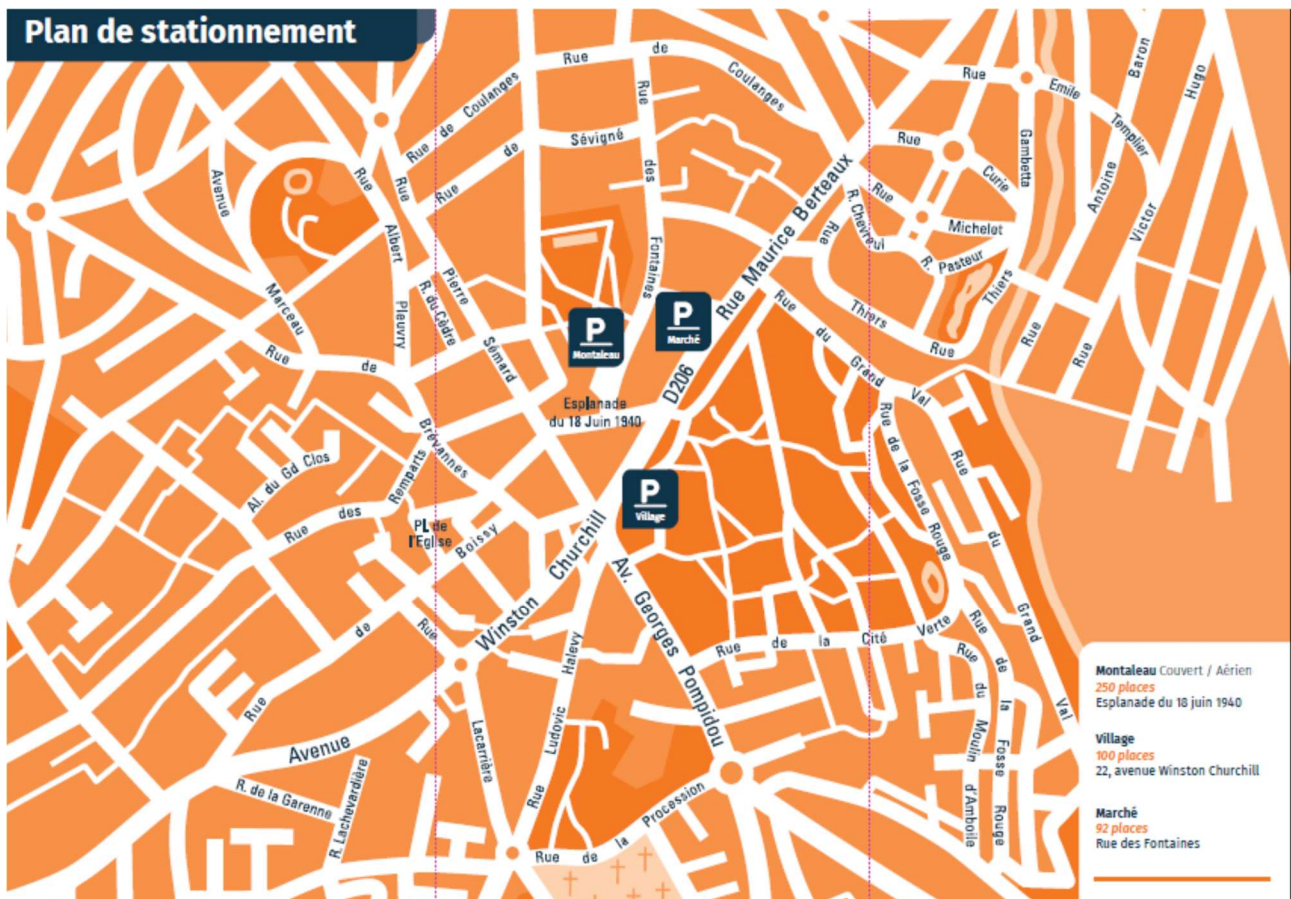 Plan de stationnement
Rue de Coulanges
Rue de Coulanges
Rue de Sévigné
Rue des Fontaines
Avenue Marceau
Rue Albert Pleuvry
Rue Pierre Sémard
R. du Cèdre
Rue de Brévannes
Rue Maurice Berteaux
D206
Rue Emile Templier
Rue Curie
Rue Michelet
R. Chevreul
R. Pasteur
Gambetta
Rue Thiers
Rue Thiers
Rue Antoine Baron
Rue Victor Hugo
P
Montaleau
P
Marché
Esplanade
du 18 Juin 1940
P
Village
Rue du Grand Val
Rue de la Fosse Rouge
Rue du Grand Val
Al. du Gd Clos
Rue des Remparts
Pl. de
l'Eglise
Rue de Boissy
Rue
Avenue Winston Churchill
Av. Georges Pompidou
Rue de la Cité Verte
Rue du Moulin d'Amboile
Rue de la Fosse Rouge
Rue Ludovic Halevy
Lacarrière
R. de la Garenne
R. Lachevardière
Rue de la Procession
Montaleau Couvert / Aérien
250 places
Esplanade du 18 juin 1940
Village
100 places
22, avenue Winston Churchill
Marché
92 places
Rue des Fontaines